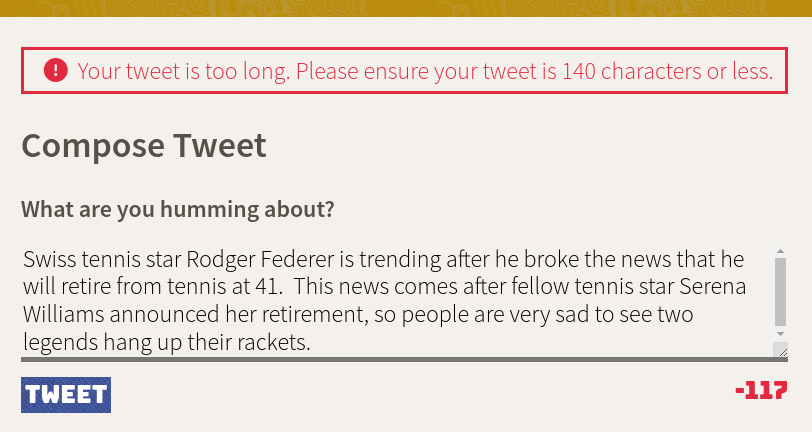 Your tweet is too long. Please ensure your tweet is 140 characters or less.
Compose Tweet
What are you humming about?
Swiss tennis star Rodger Federer is trending after he broke the news that he
will retire from tennis at 41.  This news comes after fellow tennis star Serena
Williams announced her retirement, so people are very sad to see two
legends hang up their rackets.
TWEET
-117